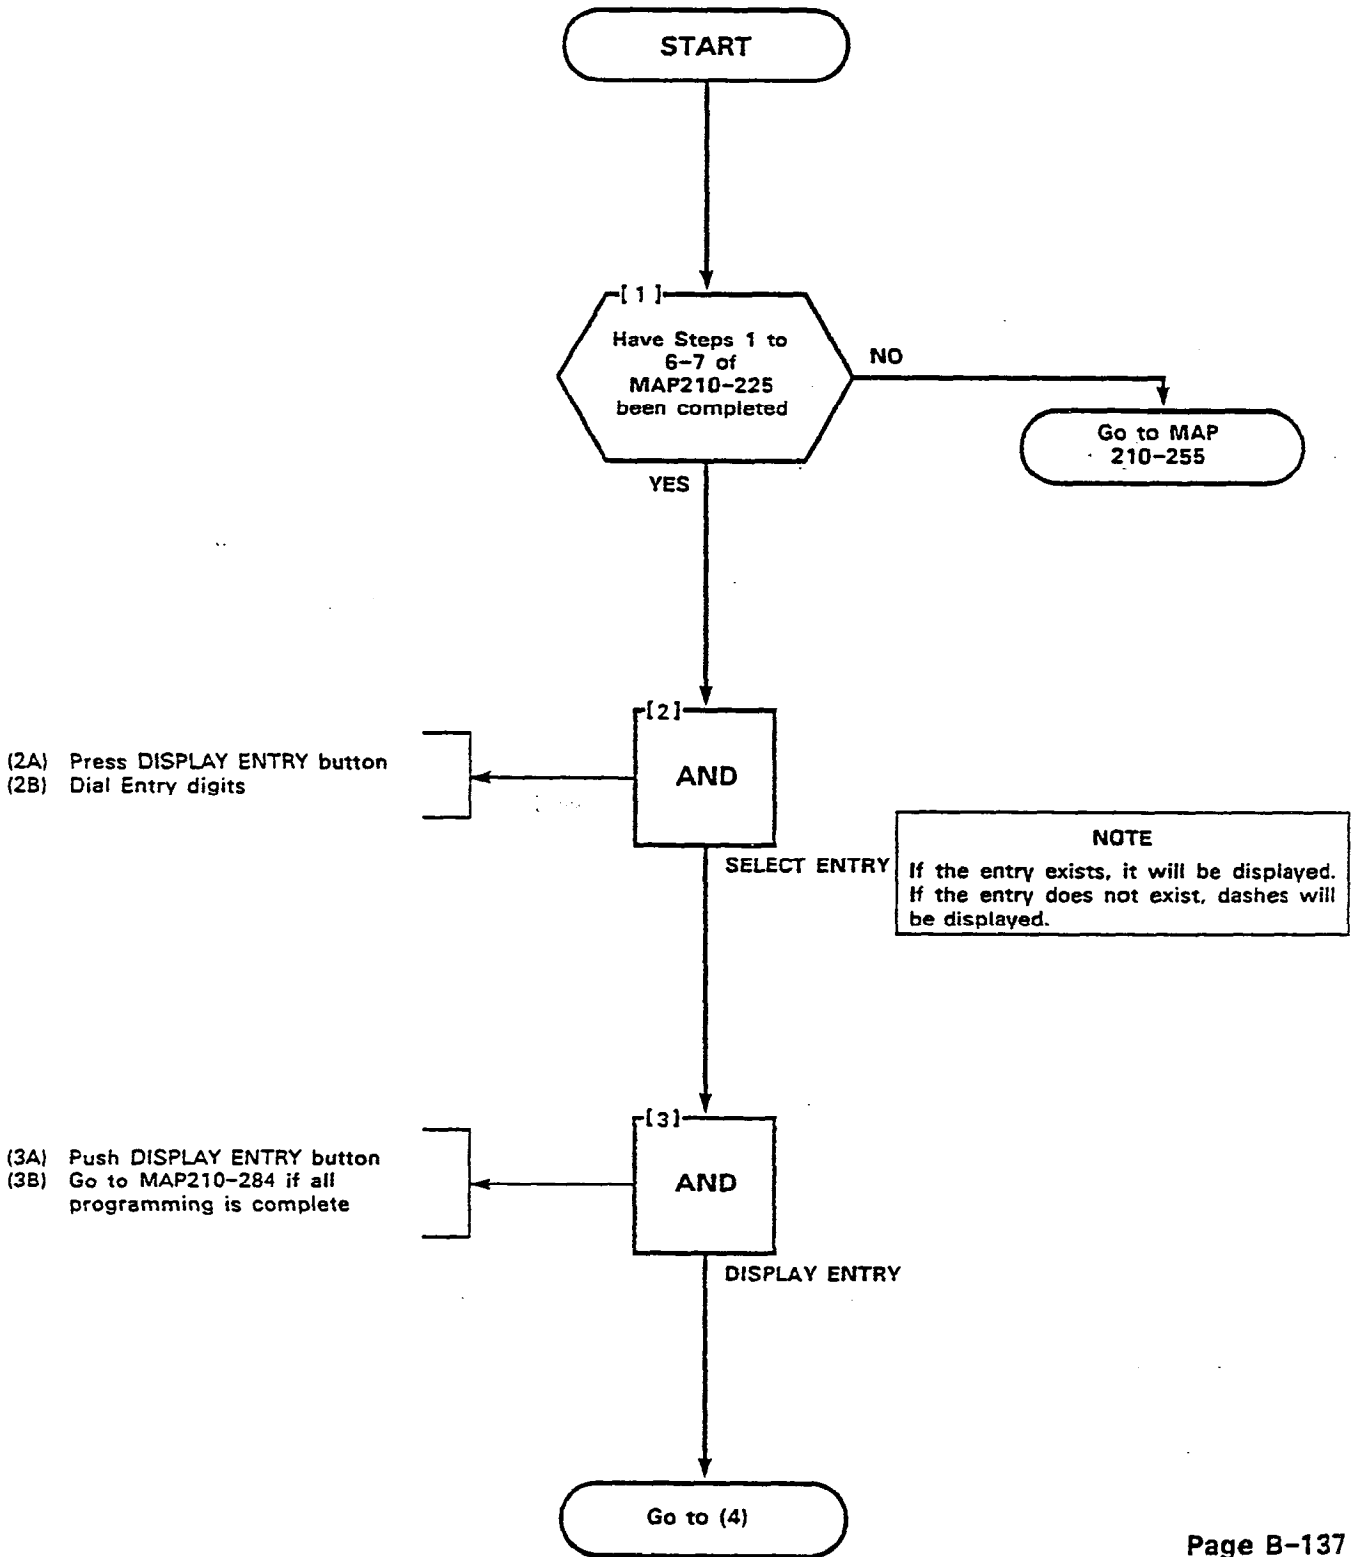 START
[1]
Have Steps 1 to
6-7 of
MAP210-225
been completed
NO
Go to MAP
210-255
YES
[2]
AND
(2A) Press DISPLAY ENTRY button
(2B) Dial Entry digits
SELECT ENTRY
NOTE
If the entry exists, it will be displayed.
If the entry does not exist, dashes will
be displayed.
[3]
AND
(3A) Push DISPLAY ENTRY button
(3B) Go to MAP210-284 if all
programming is complete
DISPLAY ENTRY
Go to (4)
Page B-137